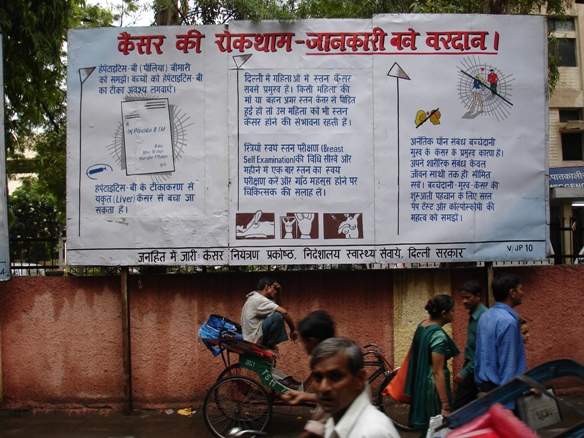 कैंसर की रोकथाम-जानकारी बने वरदान।
हेपेटाइटिस-बी (पीलिया) बीमारी
को समझें। बच्चों को हेपेटाइटिस-बी
का टीका अवश्य लगवाएं।
हेपेटाइटिस-बी के टीकाकरण से
यकृत (Liver) कैंसर से बचा जा
सकता है।
दिल्ली में महिलाओं में स्तन कैंसर
सबसे प्रमुख है। किसी महिला की
मां या बहन अगर स्तन कैंसर से पीड़ित
हुई हो तो उस महिला को भी स्तन
कैंसर होने की संभावना रहती है।
स्त्रियां स्वयं स्तन परीक्षण (Breast
Self Examination) की विधि सीखें और
महीने में एक बार स्तन का स्वयं
परीक्षण करें और गांठ महसूस होने पर
चिकित्सक की सलाह लें।
अनैतिक यौन संबंध बच्चेदानी
मुख के कैंसर के प्रमुख कारण हैं।
अपने शारीरिक संबंध केवल
जीवन साथी तक ही सीमित
रखें। बच्चेदानी-मुख-कैंसर की
शुरुआती पहचान के लिए सरल
पैप टैस्ट और कॉल्पोस्कोपी की
महत्व को समझें।
जनहित में जारी: कैंसर नियंत्रण प्रकोष्ठ, निदेशालय स्वास्थ्य सेवायें, दिल्ली सरकार
V/JP 10